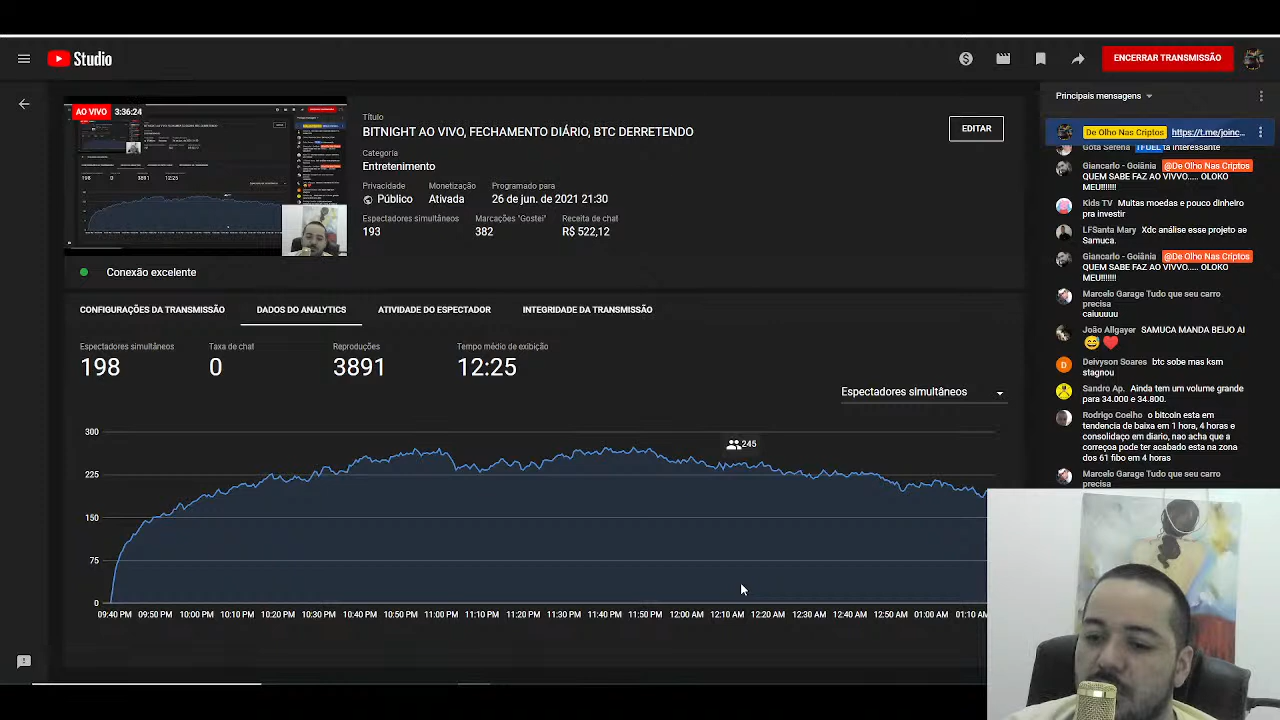 Studio
ENCERRAR TRANSMISSÃO
AO VIVO 3:36:24
Título
BITNIGHT AO VIVO, FECHAMENTO DIÁRIO, BTC DERRETENDO
EDITAR
Categoria
Entretenimento
Privacidade Monetização Programado para
Público Ativada 26 de jun. de 2021 21:30
Espectadores simultâneos Marcações "Gostei" Receita de chat
193 382 R$ 522,12
Conexão excelente
CONFIGURAÇÕES DA TRANSMISSÃO DADOS DO ANALYTICS ATIVIDADE DO ESPECTADOR INTEGRIDADE DA TRANSMISSÃO
Espectadores simultâneos Taxa de chat Reproduções Tempo médio de exibição
198 0 3891 12:25
Espectadores simultâneos
300
245
225
150
75
0
09:40 PM 09:50 PM 10:00 PM 10:10 PM 10:20 PM 10:30 PM 10:40 PM 10:50 PM 11:00 PM 11:10 PM 11:20 PM 11:30 PM 11:40 PM 11:50 PM 12:00 AM 12:10 AM 12:20 AM 12:30 AM 12:40 AM 12:50 AM 01:00 AM 01:10 AM
Principais mensagens
De Olho Nas Criptos https://t.me/joinc...
Gota Serena TFUEL ta interessante
Giancarlo - Goiânia @De Olho Nas Criptos
QUEM SABE FAZ AO VIVVO..... OLOKO
MEU!!!!!!!
Kids TV Muitas moedas e pouco dinheiro
pra investir
LFSanta Mary Xdc análise esse projeto ae
Samuca.
Giancarlo - Goiânia @De Olho Nas Criptos
QUEM SABE FAZ AO VIVVO..... OLOKO
MEU!!!!!!!
Marcelo Garage Tudo que seu carro
precisa
caiuuuuu
João Allgayer SAMUCA MANDA BEIJO AI
😅❤️
Deivyson Soares btc sobe mas ksm
stagnou
Sandro Ap. Ainda tem um volume grande
para 34.000 e 34.800.
Rodrigo Coelho o bitcoin esta em
tendencia de baixa em 1 hora, 4 horas e
consolidaço em diario, nao acha que a
correçea pode ter acabado esta na zona
dos 61 fibo em 4 horas
Marcelo Garage Tudo que seu carro
precisa